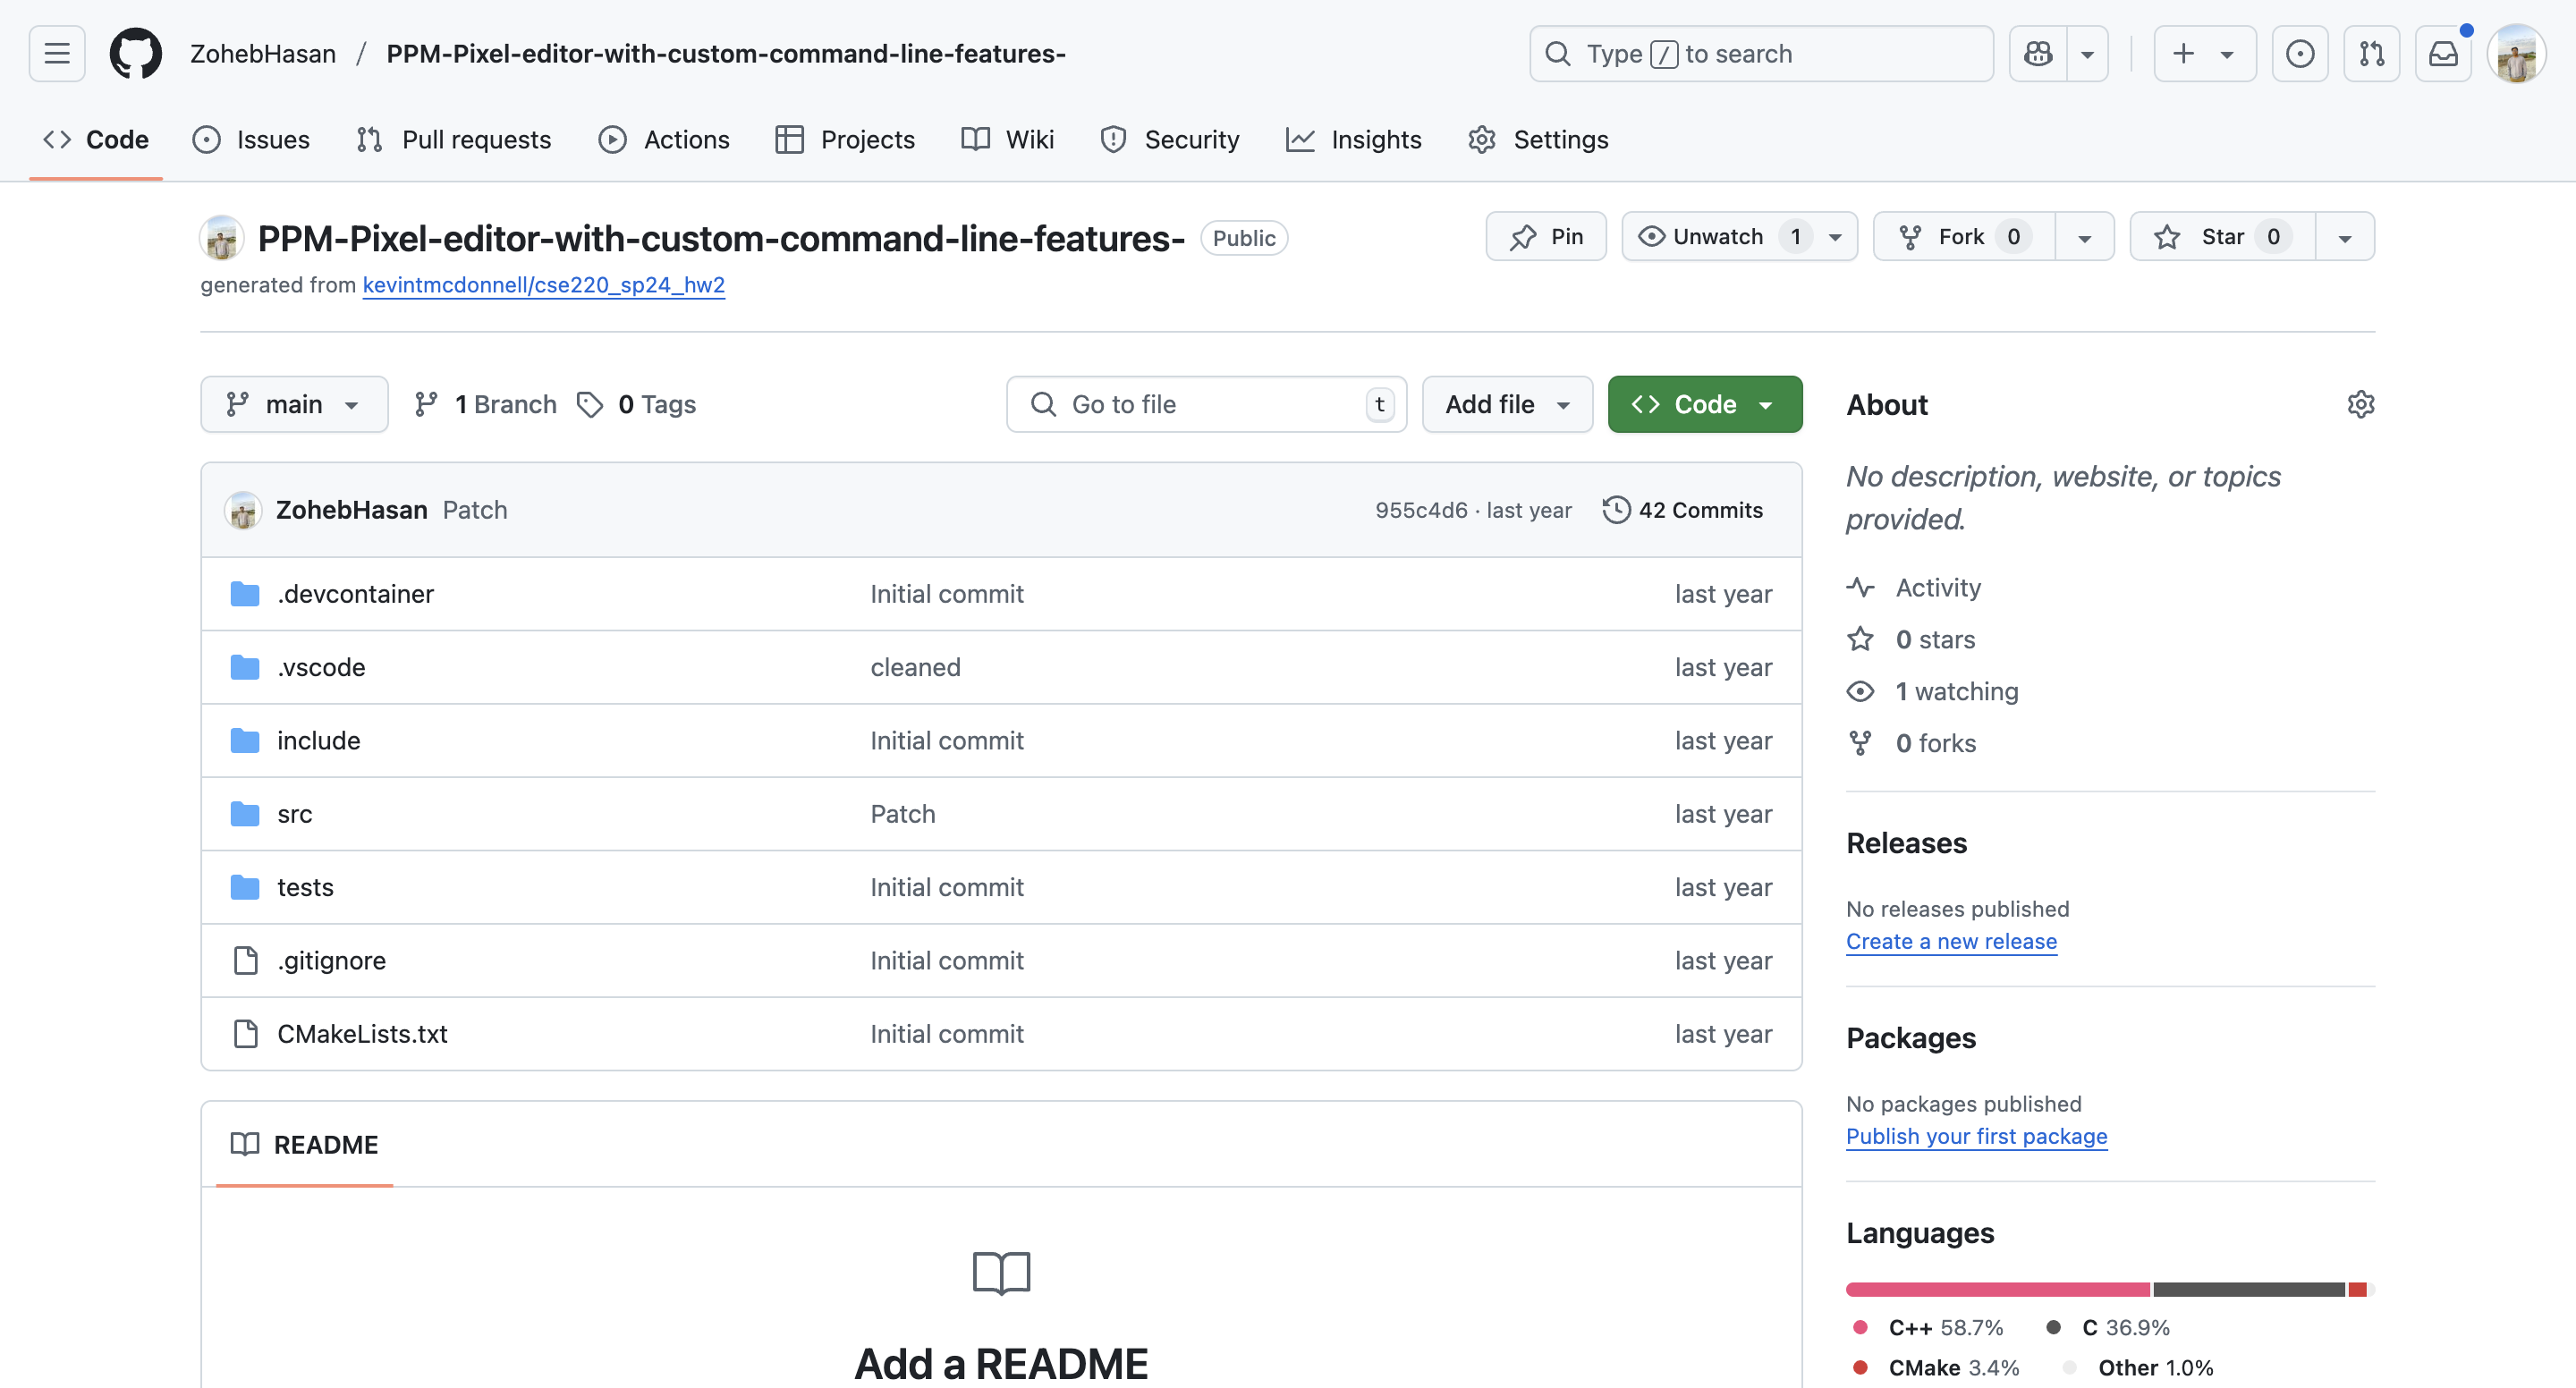 ZohebHasan / PPM-Pixel-editor-with-custom-command-line-features-
Type / to search
Code Issues Pull requests Actions Projects Wiki Security Insights Settings
PPM-Pixel-editor-with-custom-command-line-features- Public
Pin Unwatch 1 Fork 0 Star 0
generated from kevintmcdonnell/cse220_sp24_hw2
main 1 Branch 0 Tags Go to file t Add file Code
ZohebHasan Patch 955c4d6 · last year 42 Commits
.devcontainer Initial commit last year
.vscode cleaned last year
include Initial commit last year
src Patch last year
tests Initial commit last year
.gitignore Initial commit last year
CMakeLists.txt Initial commit last year
README
Add a README
About
No description, website, or topics
provided.
Activity
0 stars
1 watching
0 forks
Releases
No releases published
Create a new release
Packages
No packages published
Publish your first package
Languages
C++ 58.7% C 36.9%
CMake 3.4% Other 1.0%